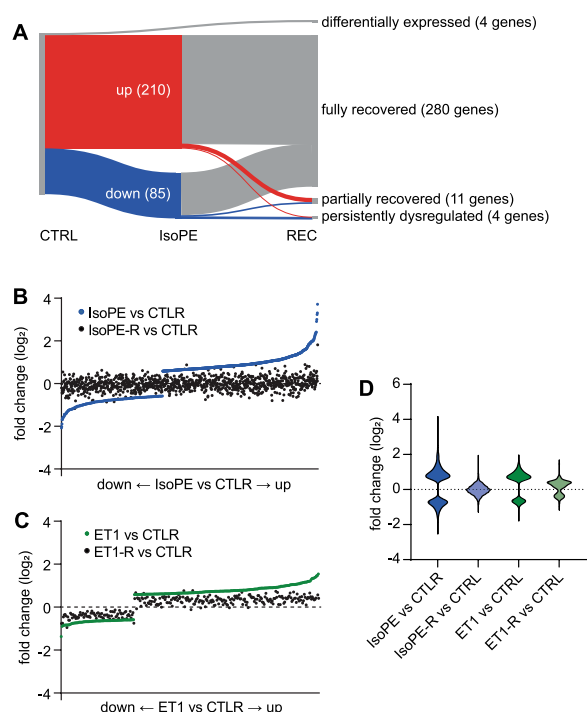 A
differentially expressed (4 genes)
up (210)
fully recovered (280 genes)
down (85)
partially recovered (11 genes)
persistently dysregulated (4 genes)
CTRL IsoPE REC
B
IsoPE vs CTLR
IsoPE-R vs CTLR
fold change (log₂)
4
2
0
-2
-4
down ← IsoPE vs CTLR → up
C
ET1 vs CTLR
ET1-R vs CTLR
fold change (log₂)
4
2
0
-2
-4
down ← ET1 vs CTLR → up
D
fold change (log₂)
6
4
2
0
-2
-4
IsoPE vs CTLR
IsoPE-R vs CTRL
ET1 vs CTRL
ET1-R vs CTRL